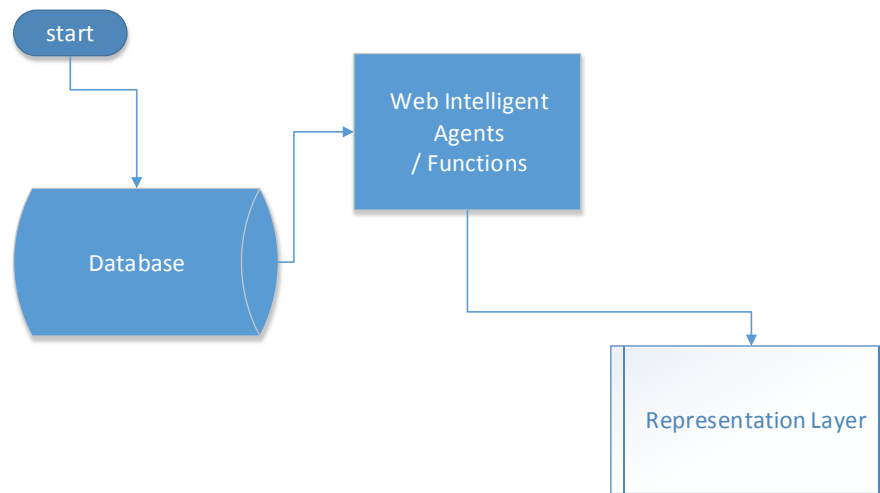 start
Web Intelligent
Agents
/ Functions
Database
Representation Layer